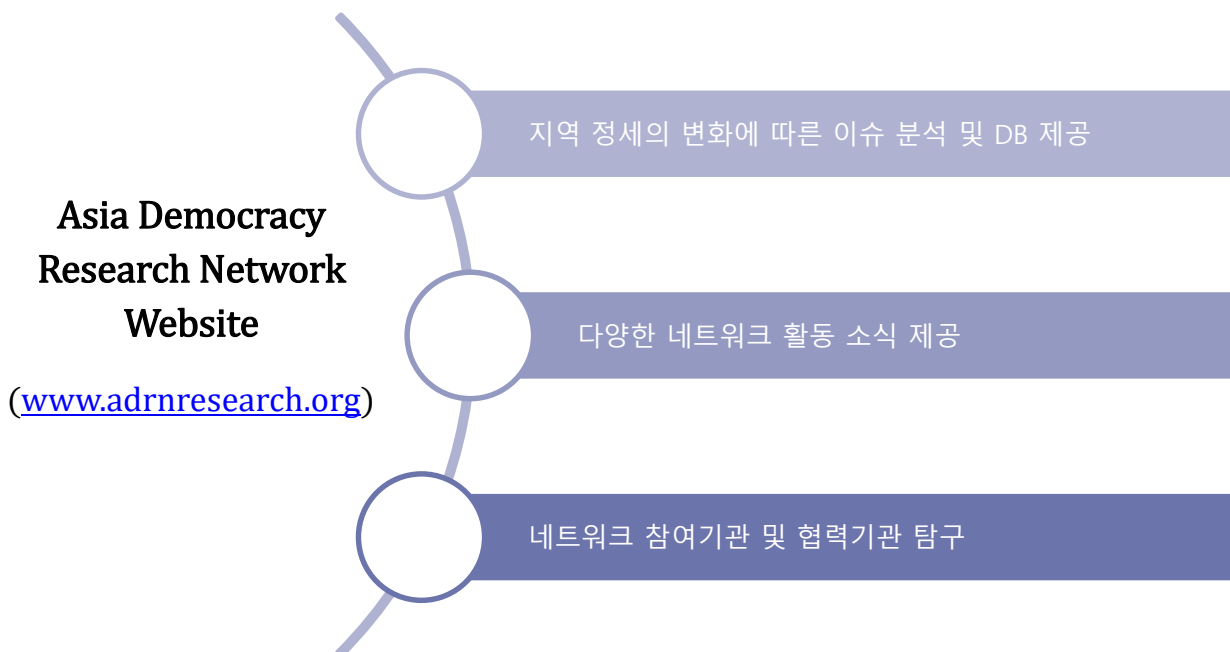 Asia Democracy
Research Network
Website
(www.adrnresearch.org)
지역 정세의 변화에 따른 이슈 분석 및 DB 제공
다양한 네트워크 활동 소식 제공
네트워크 참여기관 및 협력기관 탐구